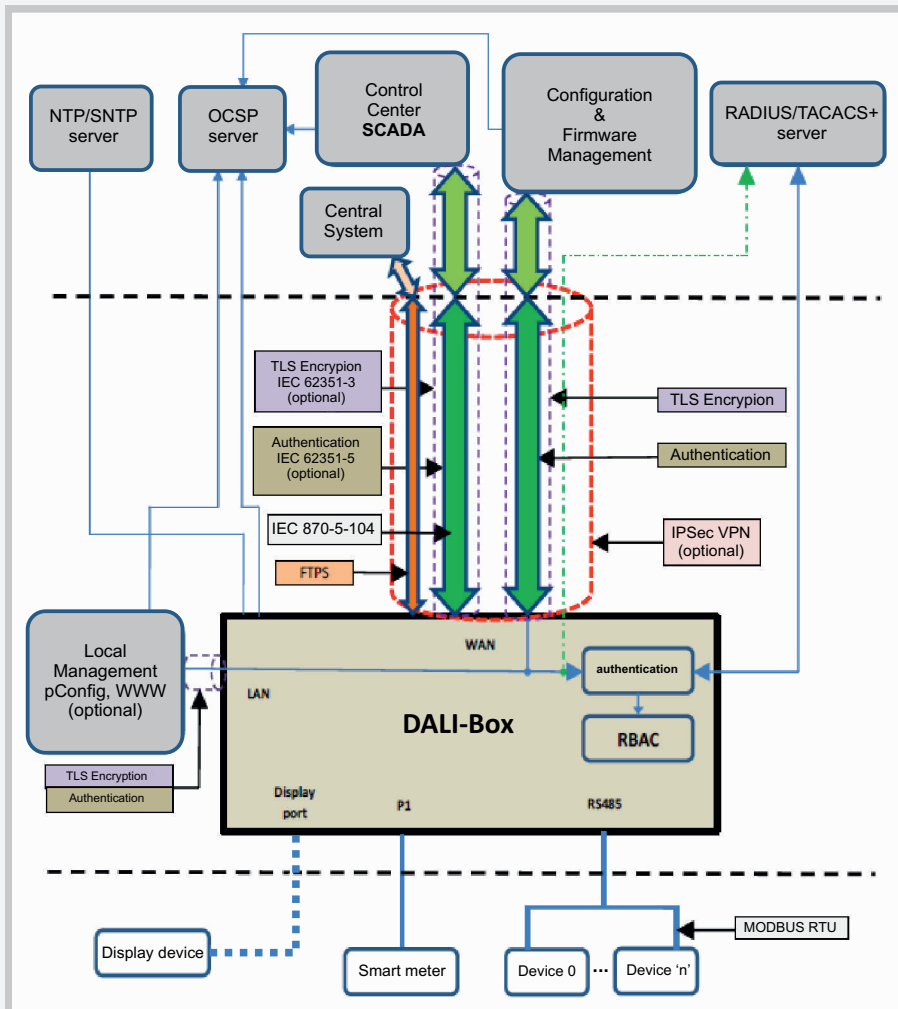 NTP/SNTP
server
OCSP
server
Control
Center
SCADA
Configuration
&
Firmware
Management
RADIUS/TACACS+
server
Central
System
TLS Encrypion
IEC 62351-3
(optional)
Authentication
IEC 62351-5
(optional)
IEC 870-5-104
FTPS
TLS Encrypion
Authentication
IPSec VPN
(optional)
Local
Management
pConfig, WWW
(optional)
TLS Encryption
Authentication
WAN
LAN
authentication
RBAC
DALI-Box
Display
port
P1
RS485
MODBUS RTU
Display device
Smart meter
Device 0
...
Device 'n'